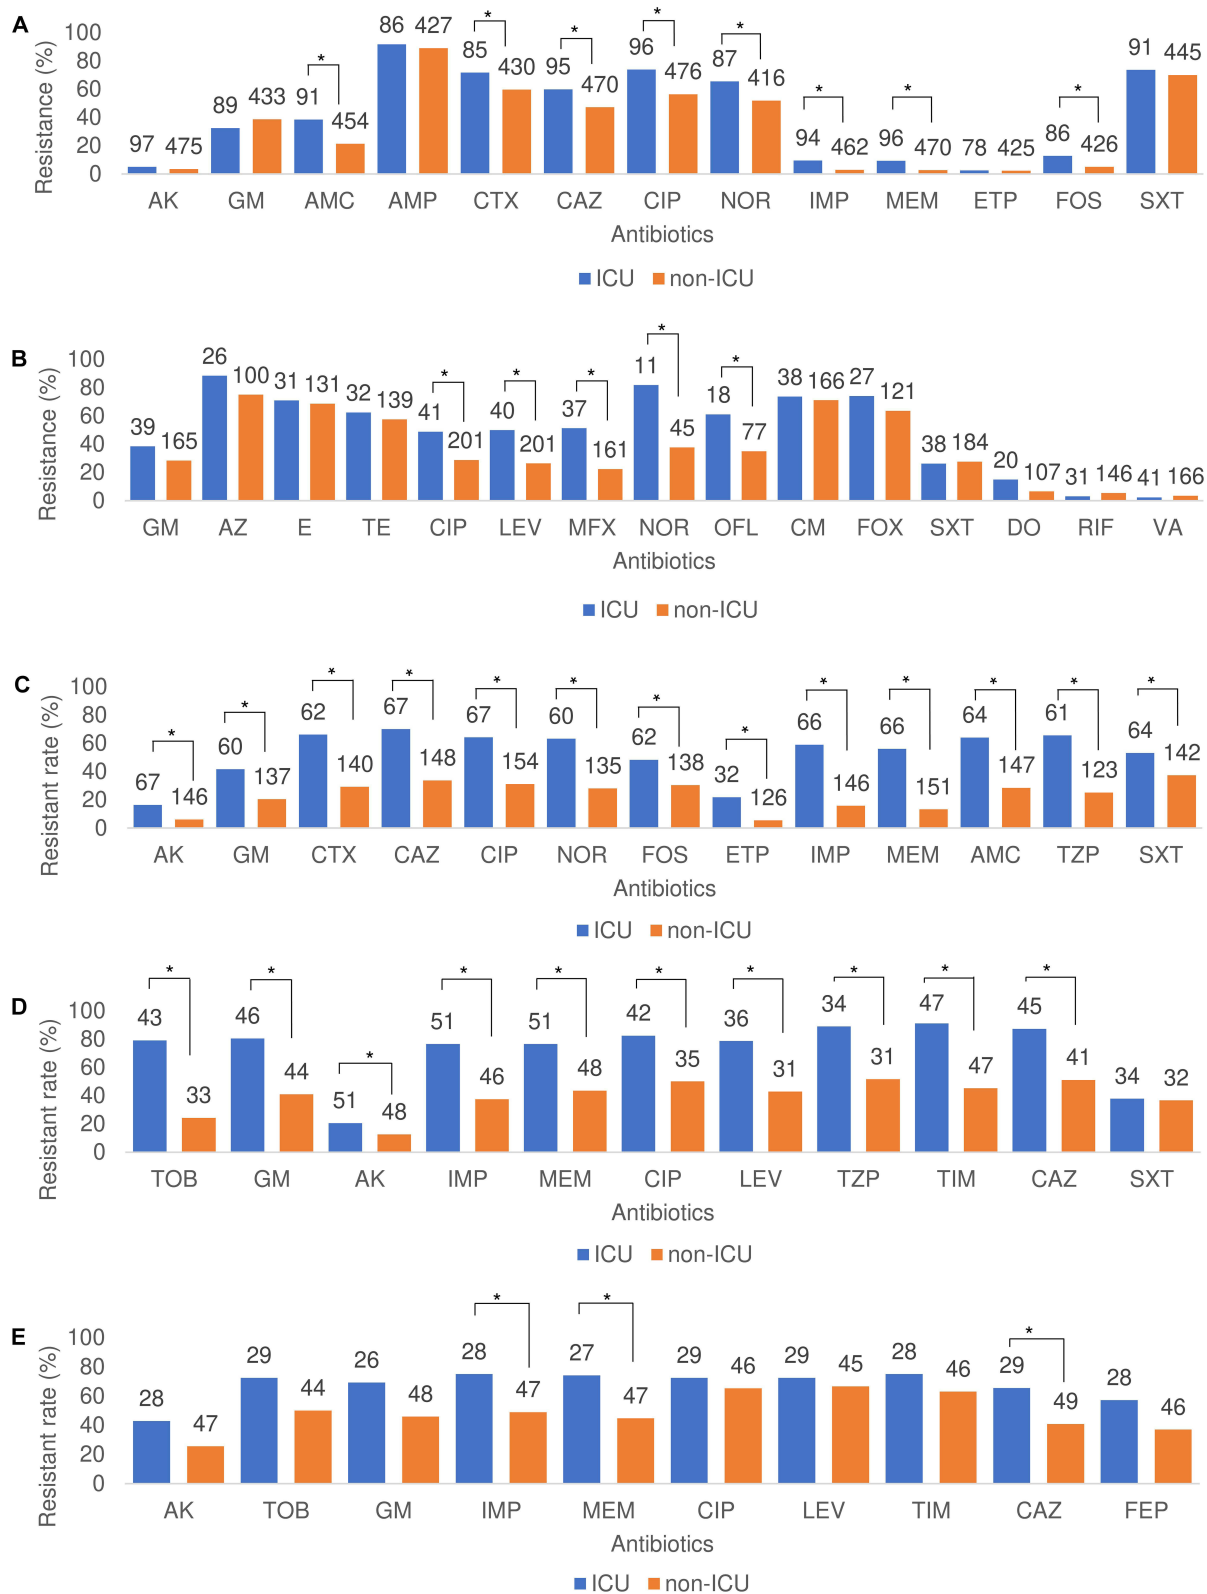 A
Resistance (%)
100
80
60
40
20
0
97 475 89 433 91 454 86 427 85 430 95 470 96 476 87 416 94 462 96 470 78 425 86 426 91 445
* * * * * * * *
AK GM AMC AMP CTX CAZ CIP NOR IMP MEM ETP FOS SXT
Antibiotics
ICU non-ICU
B
Resistance (%)
100
80
60
40
20
0
39 165 26 100 31 131 32 139 41 201 40 201 37 161 11 45 18 77 38 166 27 121 38 184 20 107 31 146 41 166
* * * * *
GM AZ E TE CIP LEV MFX NOR OFL CM FOX SXT DO RIF VA
Antibiotics
ICU non-ICU
C
Resistant rate (%)
100
80
60
40
20
0
67 146 60 137 62 140 67 148 67 154 60 135 62 138 32 126 66 146 66 151 64 147 61 123 64 142
* * * * * * * * * * * * *
AK GM CTX CAZ CIP NOR FOS ETP IMP MEM AMC TZP SXT
Antibiotics
ICU non-ICU
D
Resistant rate (%)
100
80
60
40
20
0
43 33 46 44 51 48 51 46 51 48 42 35 36 31 34 31 47 47 45 41 34 32
* * * * * * * * * *
TOB GM AK IMP MEM CIP LEV TZP TIM CAZ SXT
Antibiotics
ICU non-ICU
E
Resistant rate (%)
100
80
60
40
20
0
28 47 29 44 26 48 28 47 27 47 29 46 29 45 28 46 29 49 28 46
* * *
AK TOB GM IMP MEM CIP LEV TIM CAZ FEP
Antibiotics
ICU non-ICU